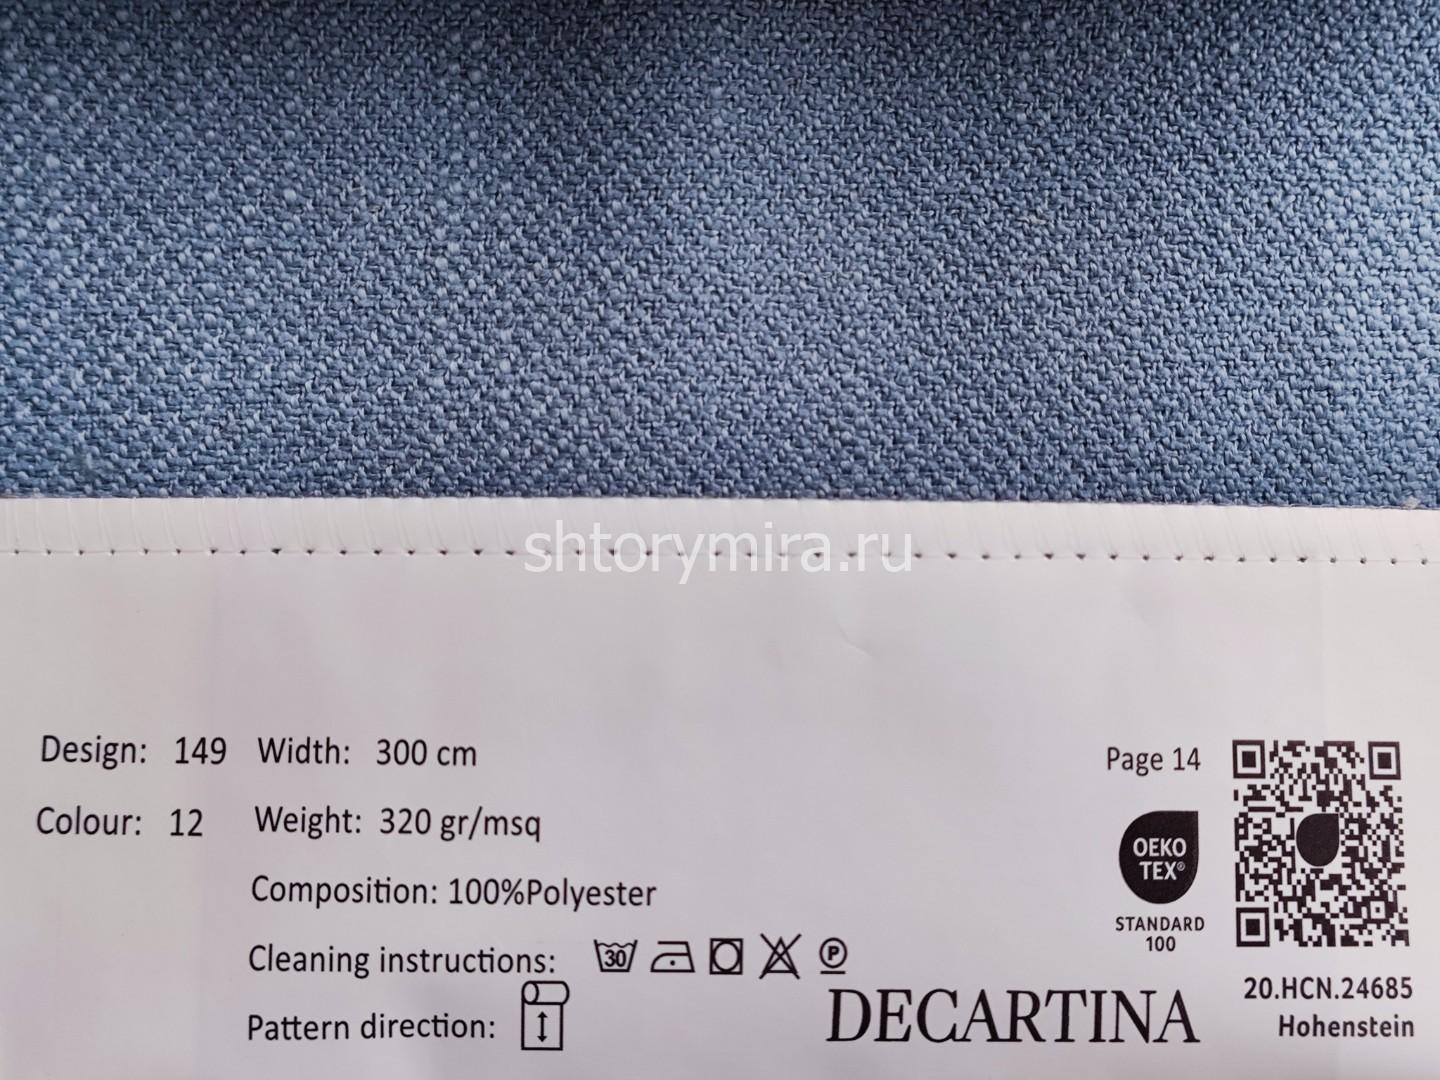 shtorymira.ru
Design: 149 Width: 300 cm
Colour: 12 Weight: 320 gr/msq
Composition: 100%Polyester
Cleaning instructions: 30 P
Pattern direction:
Page 14
OEKO
TEX®
STANDARD
100
20.HCN.24685
Hohenstein
DECARTINA